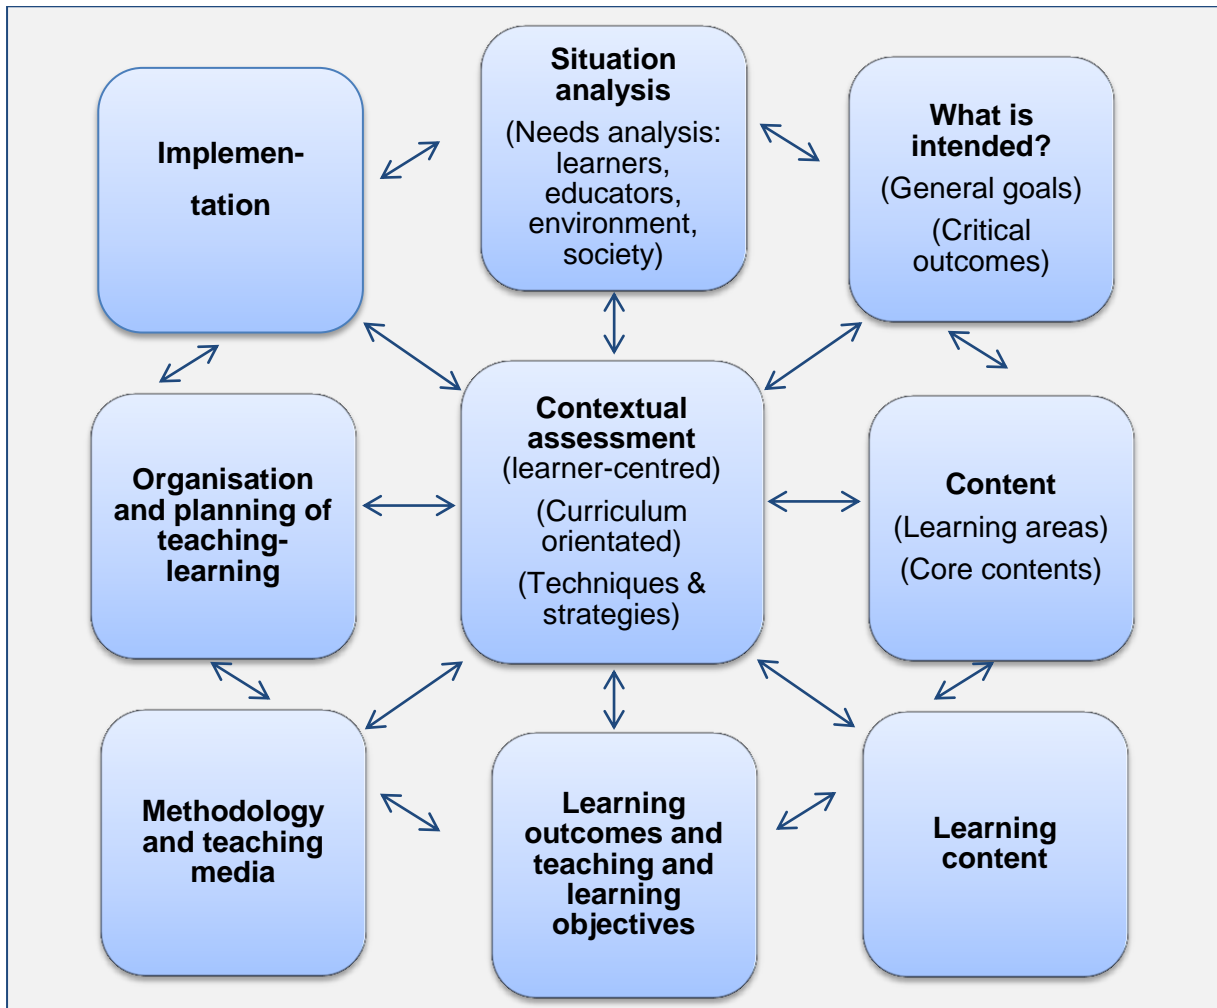 Implemen-
tation
Situation
analysis
(Needs analysis:
learners,
educators,
environment,
society)
What is
intended?
(General goals)
(Critical
outcomes)
Organisation
and planning of
teaching-
learning
Contextual
assessment
(learner-centred)
(Curriculum
orientated)
(Techniques &
strategies)
Content
(Learning areas)
(Core contents)
Methodology
and teaching
media
Learning
outcomes and
teaching and
learning
objectives
Learning
content